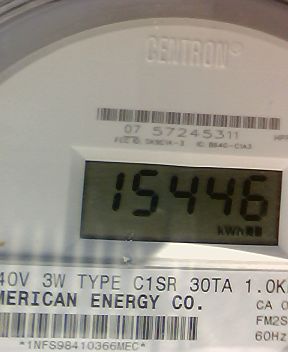 CENTRON®
07 57245311
15446
kWh
40V 3W TYPE C1SR 30TA 1.0K
MERICAN ENERGY CO.
CA 0
FM2S
60Hz
*1NFS98410366MEC*